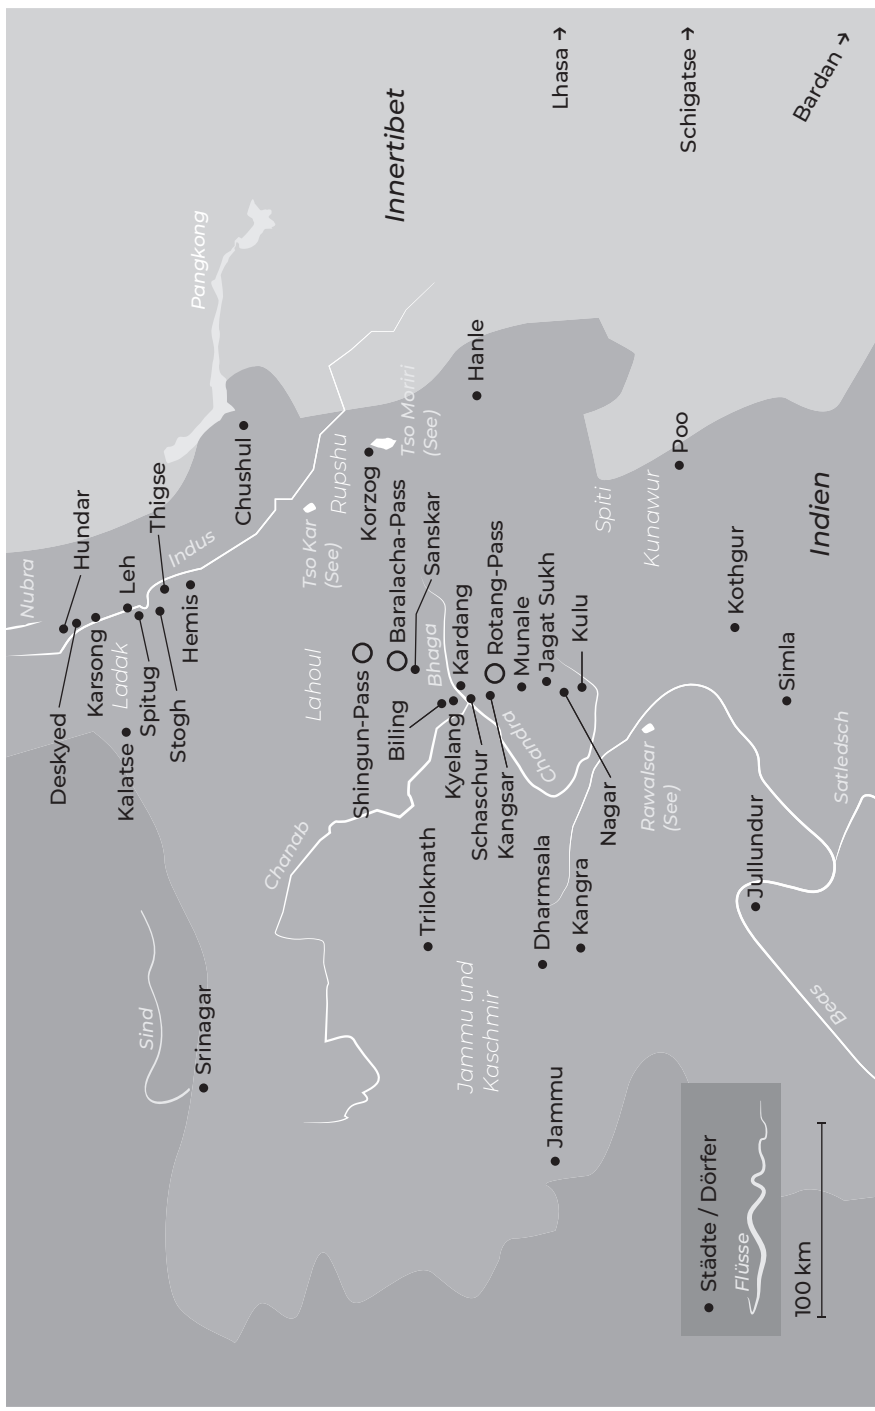 Nubra
Hundar
Deskyed
Karsong
Leh
Ladak
Kalatse
Spitug
Thigse
Stogh
Hemis
Indus
Pangkong
Chushul
Sind
Srinagar
Tso Kar
(See)
Rupshu
Lahoul
Korzog
Tso Moriri
(See)
Innertibet
Shingun-Pass
Baralacha-Pass
Sanskar
Biling
Bhaga
Kardang
Kyelang
Schaschur
Kangsar
Rotang-Pass
Munale
Jagat Sukh
Kulu
Nagar
Chandra
Chanab
Triloknath
Hanle
Lhasa →
Schigatse →
Bardan →
Spiti
Kunawur
Poo
Dharmsala
Kangra
Jammu und
Kaschmir
Jammu
Rawalsar
(See)
Kothgur
Simla
Indien
Jullundur
Satledsch
Beas
Städte / Dörfer
Flüsse
100 km